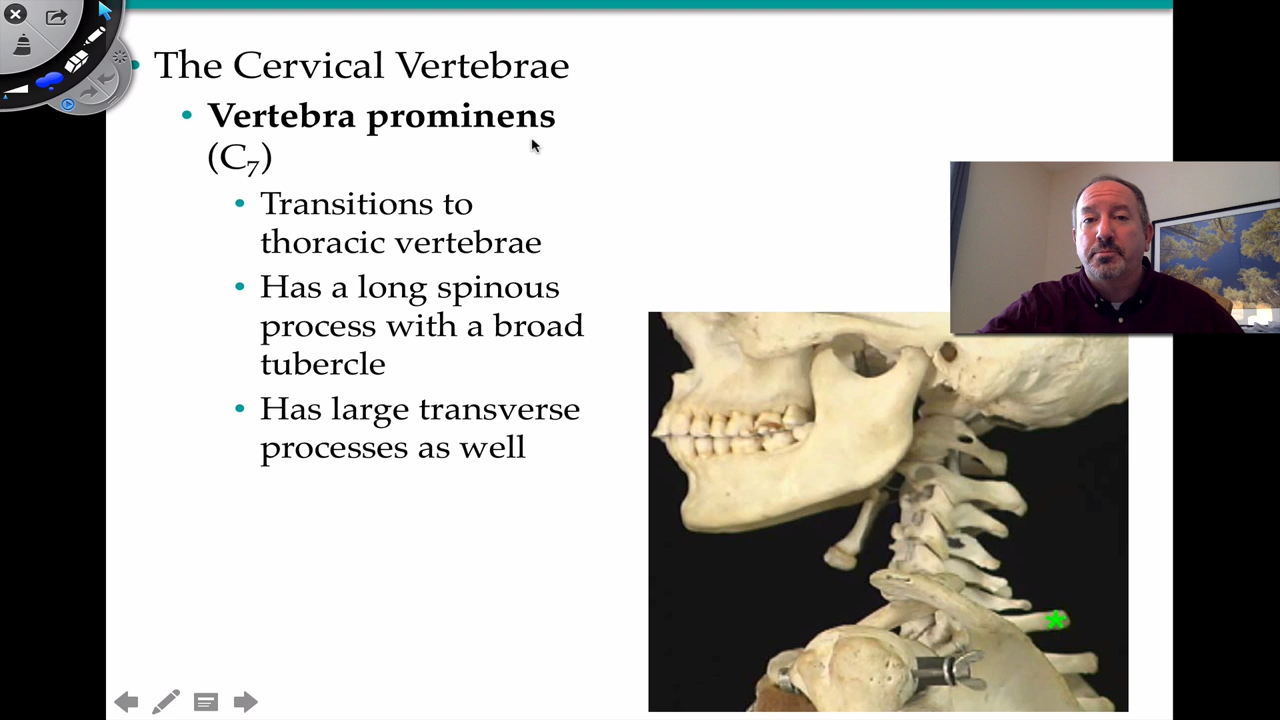 • The Cervical Vertebrae
• Vertebra prominens
(C₇)
• Transitions to
thoracic vertebrae
• Has a long spinous
process with a broad
tubercle
• Has large transverse
processes as well
*